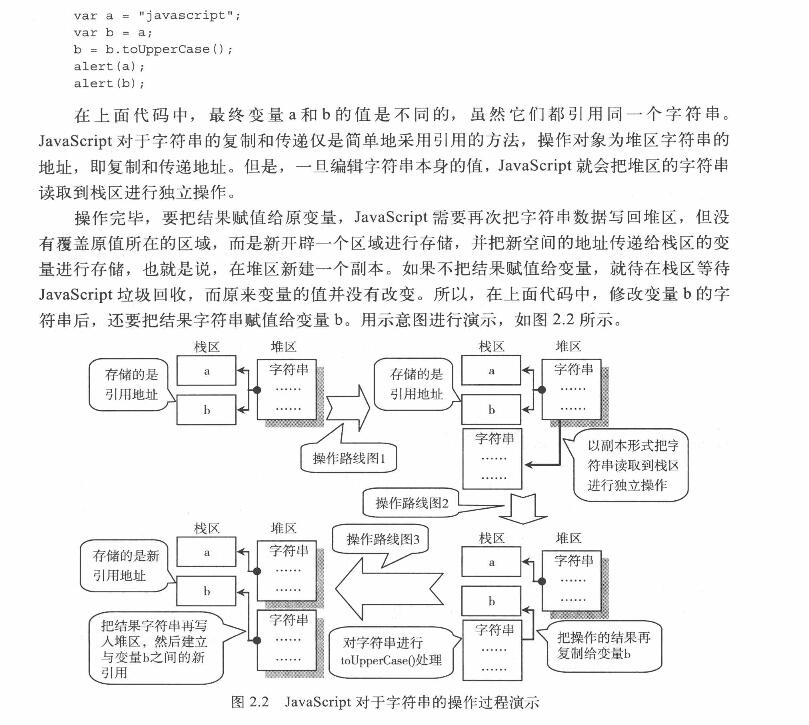 var a = "javascript";
var b = a;
b = b.toUpperCase();
alert(a);
alert(b);
在上面代码中，最终变量 a 和 b 的值是不同的，虽然它们都引用同一个字符串。
JavaScript 对于字符串的复制和传递仅是简单地采用引用的方法，操作对象为堆区字符串的
地址，即复制和传递地址。但是，一旦编辑字符串本身的值，JavaScript 就会把堆区的字符串
读取到栈区进行独立操作。
操作完毕，要把结果赋值给原变量，JavaScript 需要再次把字符串数据写回堆区，但没
有覆盖原值所在的区域，而是新开辟一个区域进行存储，并把新空间的地址传递给栈区的变
量进行存储，也就是说，在堆区新建一个副本。如果不把结果赋值给变量，就待在栈区等待
JavaScript 垃圾回收，而原来变量的值并没有改变。所以，在上面代码中，修改变量 b 的字
符串后，还要把结果字符串赋值给变量 b。用示意图进行演示，如图 2.2 所示。
栈区
堆区
存储的是
引用地址
a
b
字符串
……
……
操作路线图1
栈区
堆区
存储的是
引用地址
a
b
字符串
……
……
字符串
……
……
以副本形式把字
符串读取到栈区
进行独立操作
操作路线图2
栈区
堆区
a
b
字符串
……
……
字符串
……
……
对字符串进行
toUpperCase()处理
把操作的结果再
复制给变量b
操作路线图3
栈区
堆区
存储的是新
引用地址
a
b
字符串
……
……
字符串
……
……
把结果字符串再写
入堆区，然后建立
与变量b之间的新
引用
图 2.2 JavaScript 对于字符串的操作过程演示